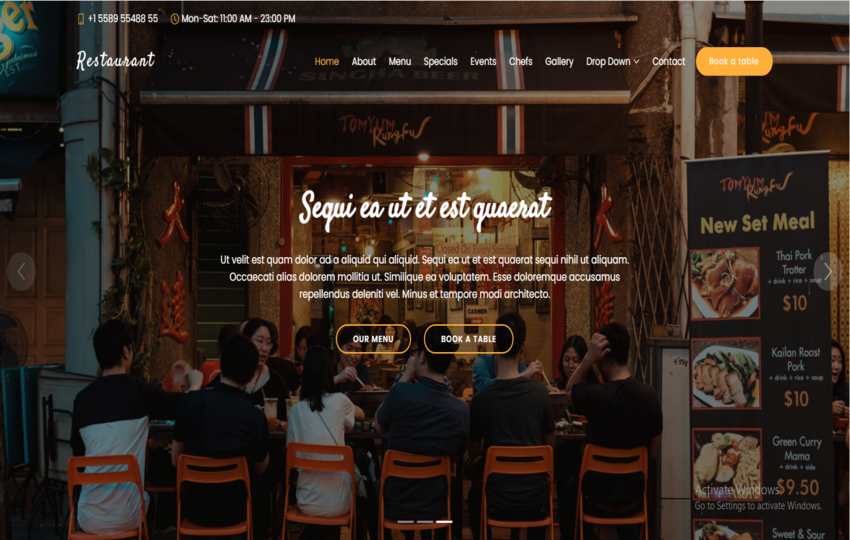 +1 5589 55488 55 Mon-Sat: 11:00 AM - 23:00 PM
Restaurant Home About Menu Specials Events Chefs Gallery Drop Down Contact Book a table
SINGHA BEER
TOMYUM
Kungfu
Sequi ea ut et est quaerat
Ut velit est quam dolor ad a aliquid qui aliquid. Sequi ea ut et est quaerat sequi nihil ut aliquam.
Occaecati alias dolorem mollitia ut. Similique ea voluptatem. Esse doloremque accusamus
repellendus deleniti vel. Minus et tempore modi architecto.
OUR MENU BOOK A TABLE
TOMYUM
Kungfu
New Set Meal
Thai Pork
Trotter
+ drink + rice + soup
$10
Kailan Roast
Pork
+ drink + rice + soup
$10
Green Curry
Mama
+ drink + side
$9.50
Sweet & Sour
Activate Windows
Go to Settings to activate Windows.